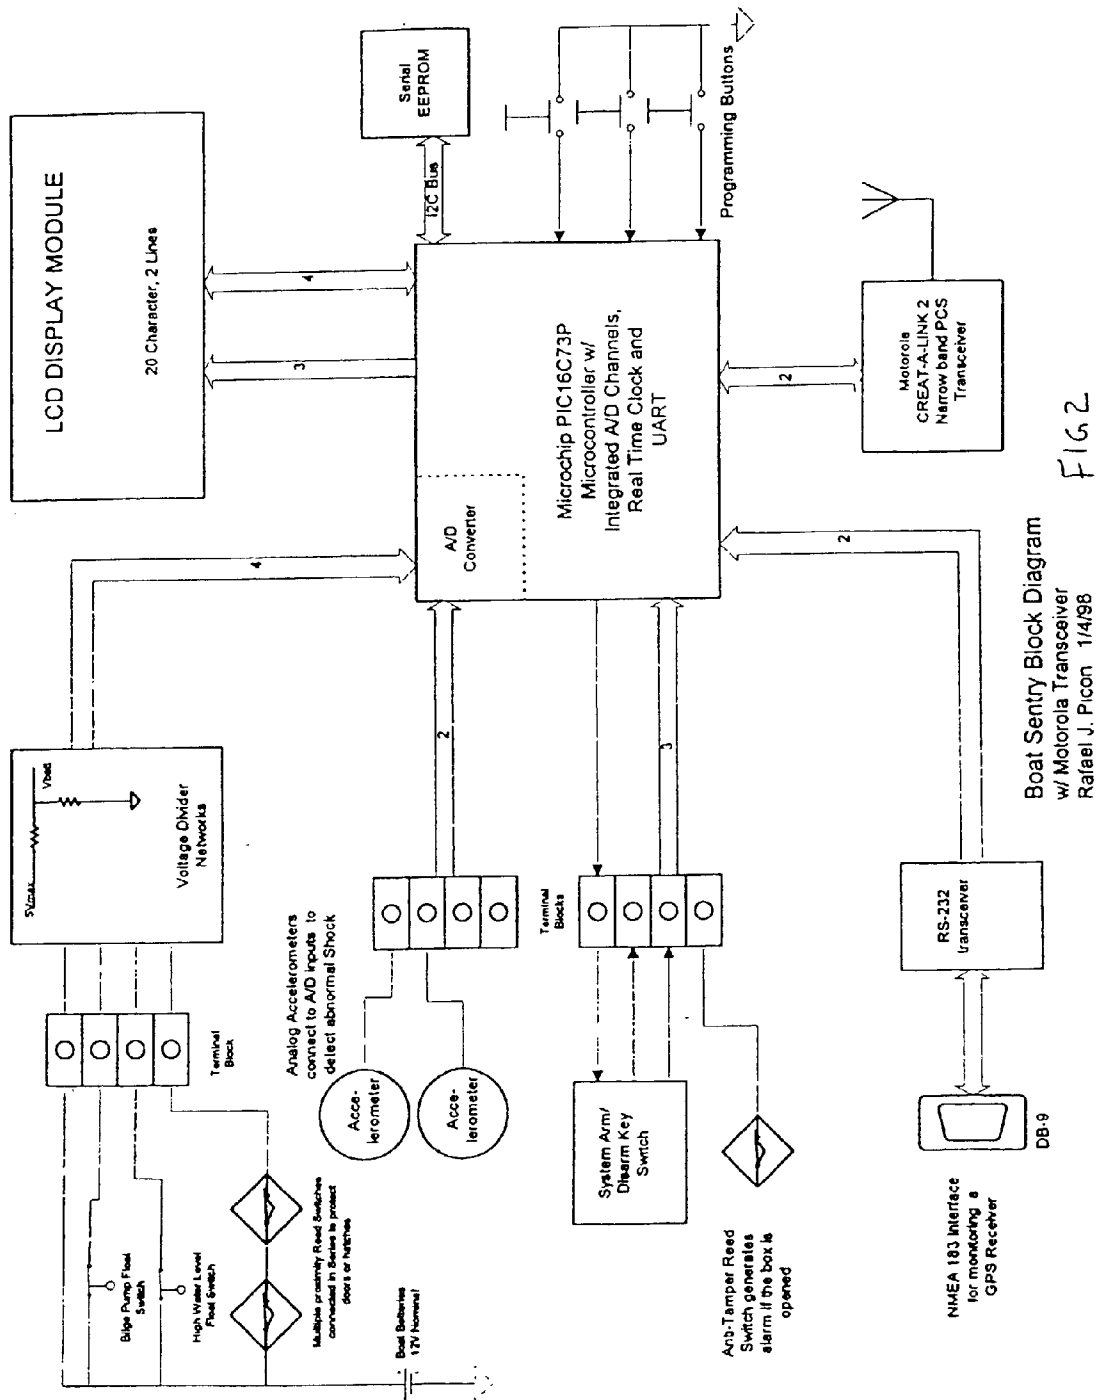 LCD DISPLAY MODULE
20 Character, 2 Lines
Serial
EEPROM
I2C Bus
4
3
Programming Buttons
Microchip PIC16C73P
Microcontroller w/
Integrated A/D Channels,
Real Time Clock and
UART
A/D
Converter
2
Motorola
CREAT-A-LINK 2
Narrow band PCS
Transceiver
4
2
3
2
5Vmax
Vbatt
Voltage Divider
Networks
Terminal
Block
Bilge Pump Float
Switch
High Water Level
Float Switch
Multiple proximity Reed Switches
connected in Series to protect
doors or hatches
Boat Batteries
12V Nominal
Analog Accelerometers
connect to A/D inputs to
detect abnormal Shock
Acce-
lerometer
Acce-
lerometer
Terminal
Blocks
System Arm/
Disarm Key
Switch
Anti-Tamper Reed
Switch generates
alarm if the box is
opened
RS-232
transceiver
DB-9
NMEA 183 Interface
for monitoring a
GPS Receiver
Boat Sentry Block Diagram
w/ Motorola Transceiver
Rafael J. Picon 1/4/98
FIG 2